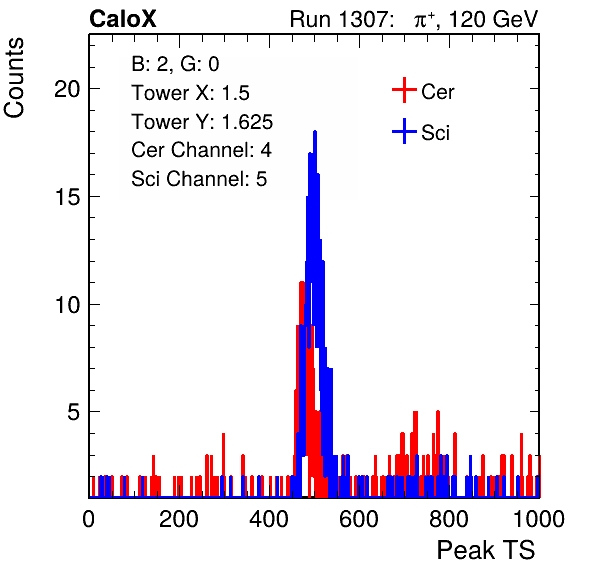 CaloX Run 1307: π⁺, 120 GeV
Counts
B: 2, G: 0
Tower X: 1.5
Tower Y: 1.625
Cer Channel: 4
Sci Channel: 5
Cer
Sci
20
15
10
5
0 200 400 600 800 1000
Peak TS